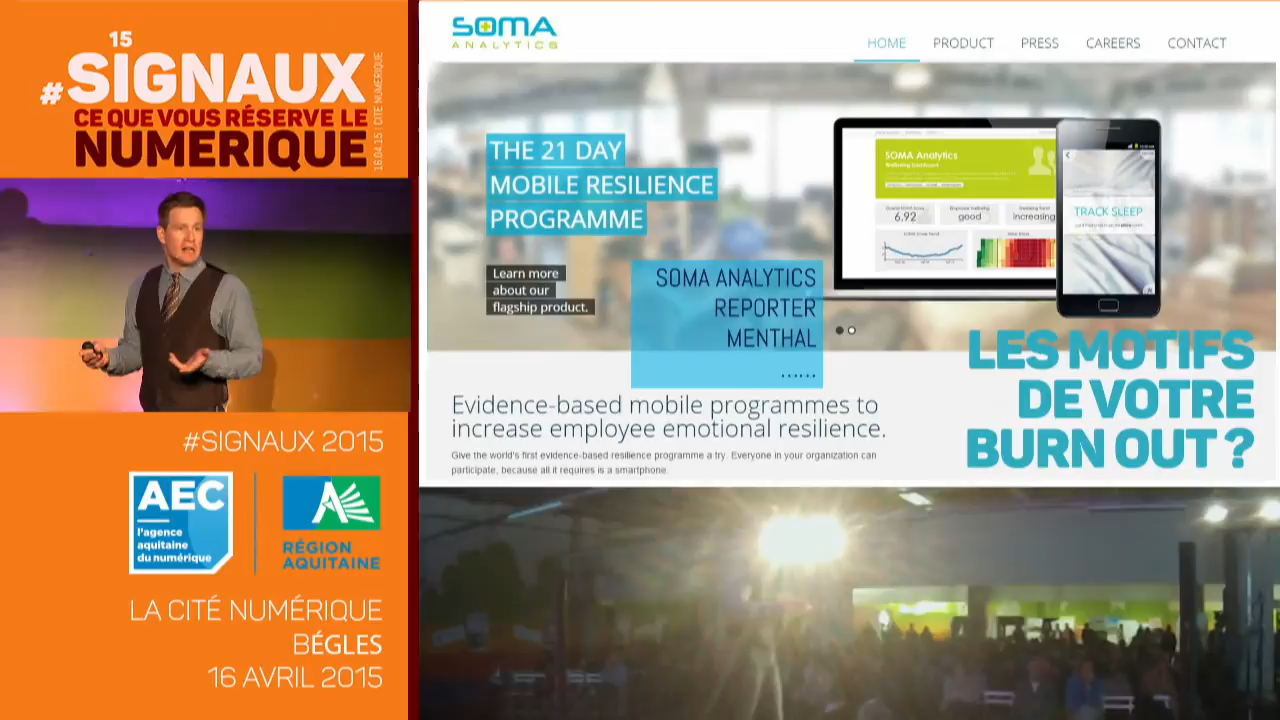 15
#SIGNAUX
CE QUE VOUS RÉSERVE LE
NUMERIQUE
16.04.15 | CITÉ NUMÉRIQUE
#SIGNAUX 2015
AEC
l'agence
aquitaine
du numérique
RÉGION
AQUITAINE
LA CITÉ NUMÉRIQUE
BÉGLES
16 AVRIL 2015
SOMA
ANALYTICS
HOME PRODUCT PRESS CAREERS CONTACT
THE 21 DAY
MOBILE RESILIENCE
PROGRAMME
Learn more
about our
flagship product.
SOMA Analytics
Wellbeing Dashboard
6.92 good increasing
TRACK SLEEP
SOMA ANALYTICS
REPORTER
MENTHAL
......
LES MOTIFS
DE VOTRE
BURN OUT ?
Evidence-based mobile programmes to
increase employee emotional resilience.
Give the world's first evidence-based resilience programme a try. Everyone in your organization can
participate, because all it requires is a smartphone.